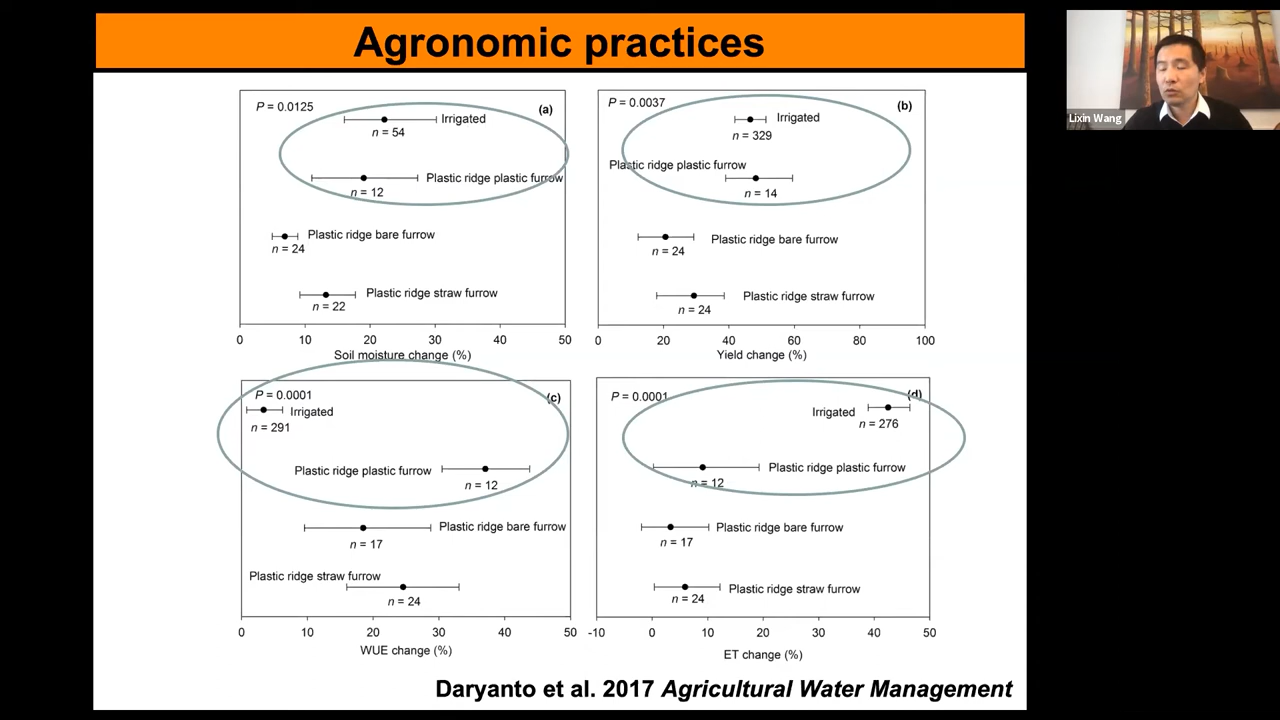 Agronomic practices
Lixin Wang
P = 0.0125
(a)
Irrigated
n = 54
Plastic ridge plastic furrow
n = 12
Plastic ridge bare furrow
n = 24
Plastic ridge straw furrow
n = 22
0 10 20 30 40 50
Soil moisture change (%)
P = 0.0037
(b)
Irrigated
n = 329
Plastic ridge plastic furrow
n = 14
Plastic ridge bare furrow
n = 24
Plastic ridge straw furrow
n = 24
0 20 40 60 80 100
Yield change (%)
P = 0.0001
(c)
Irrigated
n = 291
Plastic ridge plastic furrow
n = 12
Plastic ridge bare furrow
n = 17
Plastic ridge straw furrow
n = 24
0 10 20 30 40 50
WUE change (%)
P = 0.0001
(d)
Irrigated
n = 276
Plastic ridge plastic furrow
n = 12
Plastic ridge bare furrow
n = 17
Plastic ridge straw furrow
n = 24
-10 0 10 20 30 40 50
ET change (%)
Daryanto et al. 2017 Agricultural Water Management